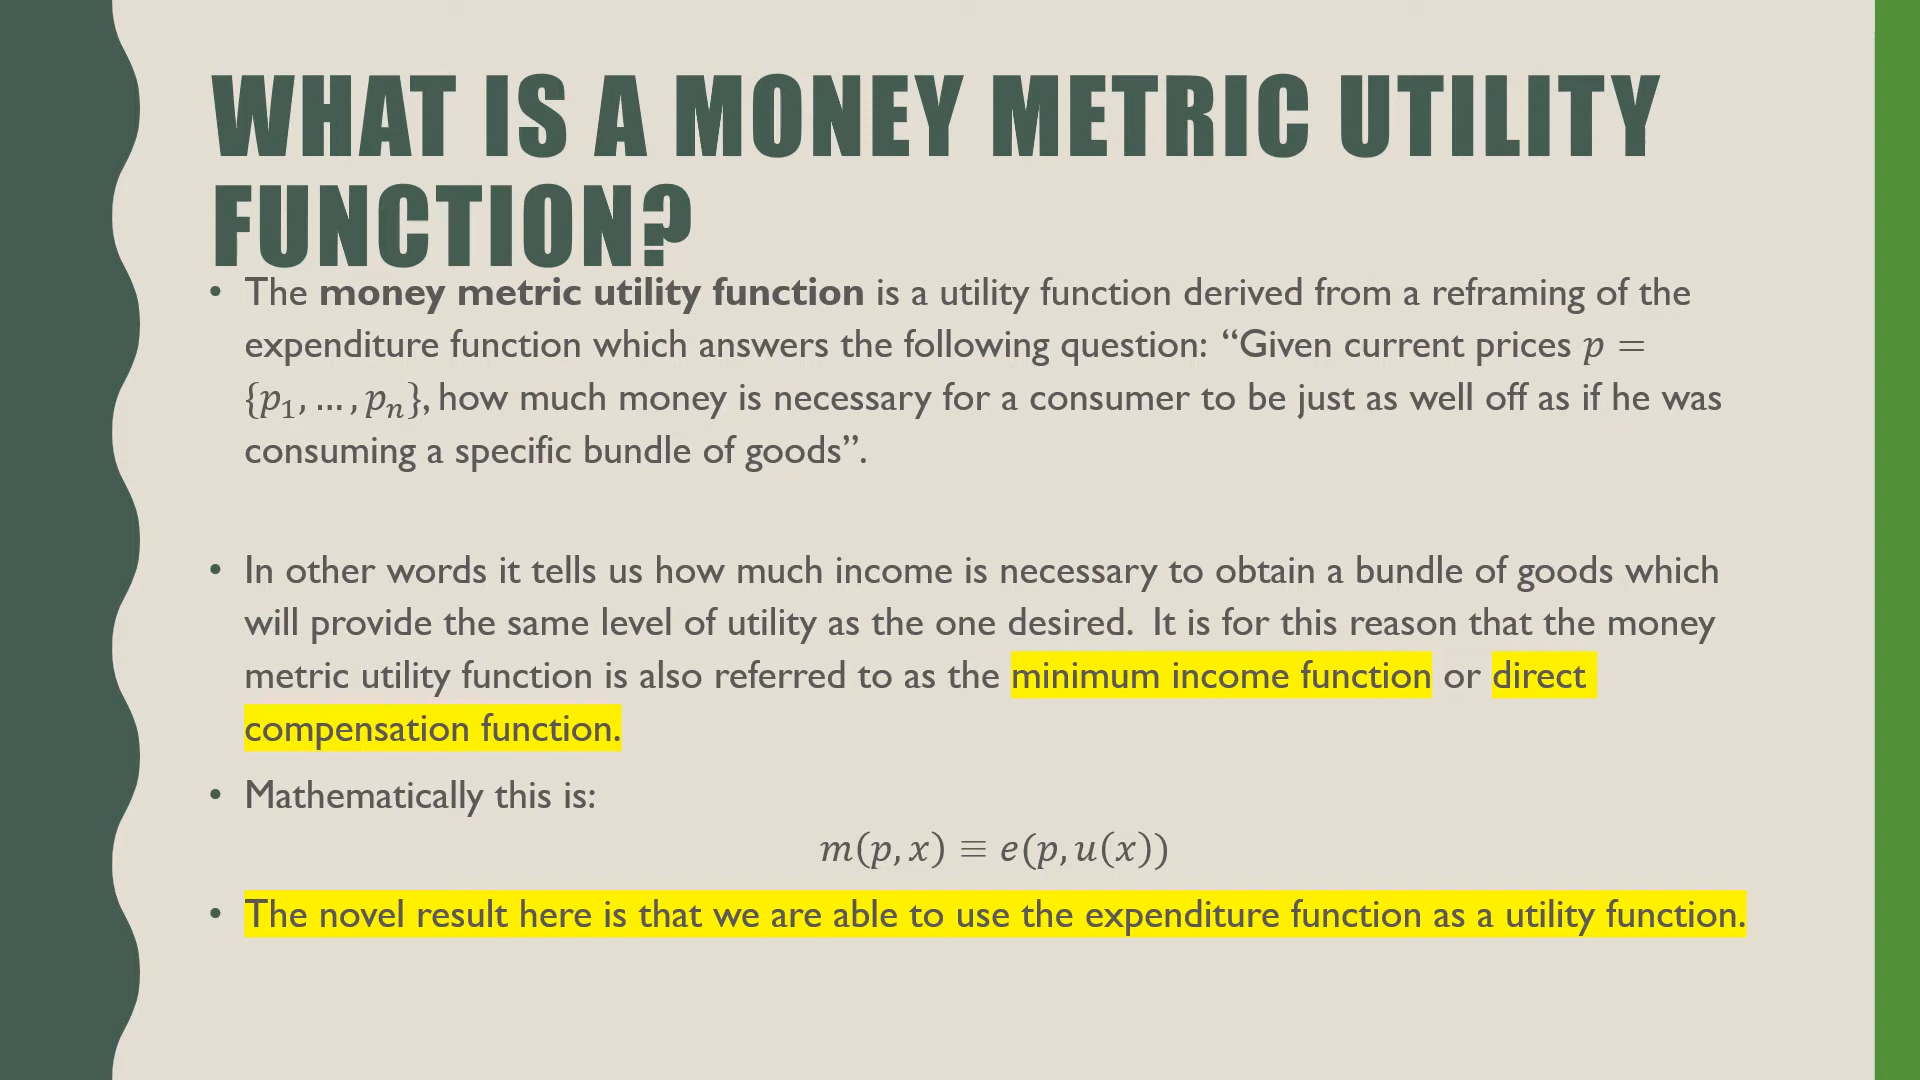 WHAT IS A MONEY METRIC UTILITY
FUNCTION?
• The money metric utility function is a utility function derived from a reframing of the
expenditure function which answers the following question: “Given current prices p =
{p₁, … , pₙ}, how much money is necessary for a consumer to be just as well off as if he was
consuming a specific bundle of goods”.
• In other words it tells us how much income is necessary to obtain a bundle of goods which
will provide the same level of utility as the one desired. It is for this reason that the money
metric utility function is also referred to as the minimum income function or direct
compensation function.
• Mathematically this is:
m(p, x) ≡ e(p, u(x))
• The novel result here is that we are able to use the expenditure function as a utility function.